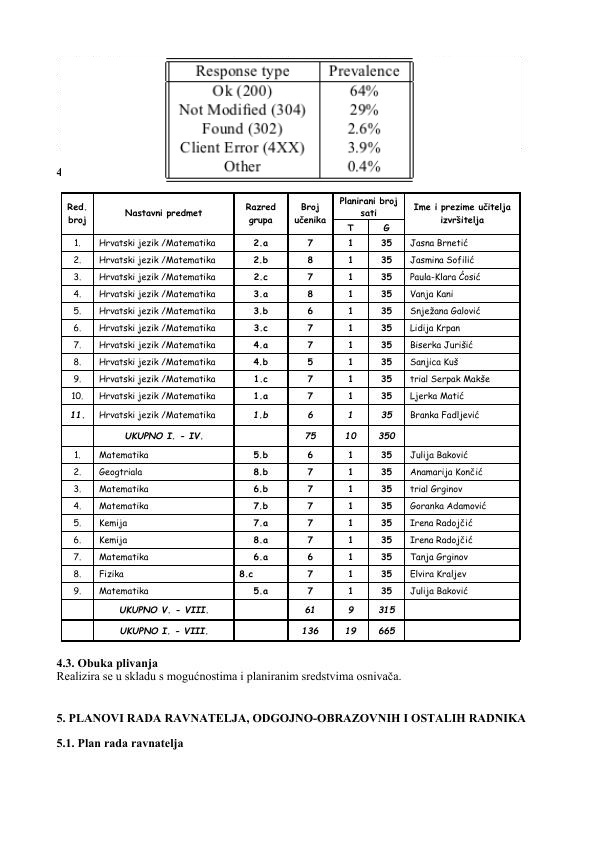 Response type Prevalence
Ok (200) 64%
Not Modified (304) 29%
Found (302) 2.6%
Client Error (4XX) 3.9%
Other 0.4%
4
Red. broj Nastavni predmet Razred grupa Broj učenika Planirani broj sati Ime i prezime učitelja izvršitelja
T G
1. Hrvatski jezik /Matematika 2.a 7 1 35 Jasna Brnetić
2. Hrvatski jezik /Matematika 2.b 8 1 35 Jasmina Sofilić
3. Hrvatski jezik /Matematika 2.c 7 1 35 Paula-Klara Ćosić
4. Hrvatski jezik /Matematika 3.a 8 1 35 Vanja Kani
5. Hrvatski jezik /Matematika 3.b 6 1 35 Snježana Galović
6. Hrvatski jezik /Matematika 3.c 7 1 35 Lidija Krpan
7. Hrvatski jezik /Matematika 4.a 7 1 35 Biserka Jurišić
8. Hrvatski jezik /Matematika 4.b 5 1 35 Sanjica Kuš
9. Hrvatski jezik /Matematika 1.c 7 1 35 trial Serpak Makše
10. Hrvatski jezik /Matematika 1.a 7 1 35 Ljerka Matić
11. Hrvatski jezik /Matematika 1.b 6 1 35 Branka Fadljević
UKUPNO I. - IV. 75 10 350
1. Matematika 5.b 6 1 35 Julija Baković
2. Geogtriala 8.b 7 1 35 Anamarija Končić
3. Matematika 6.b 7 1 35 trial Grginov
4. Matematika 7.b 7 1 35 Goranka Adamović
5. Kemija 7.a 7 1 35 Irena Radojčić
6. Kemija 8.a 7 1 35 Irena Radojčić
7. Matematika 6.a 6 1 35 Tanja Grginov
8. Fizika 8.c 7 1 35 Elvira Kraljev
9. Matematika 5.a 7 1 35 Julija Baković
UKUPNO V. - VIII. 61 9 315
UKUPNO I. - VIII. 136 19 665
4.3. Obuka plivanja
Realizira se u skladu s mogućnostima i planiranim sredstvima osnivača.
5. PLANOVI RADA RAVNATELJA, ODGOJNO-OBRAZOVNIH I OSTALIH RADNIKA
5.1. Plan rada ravnatelja